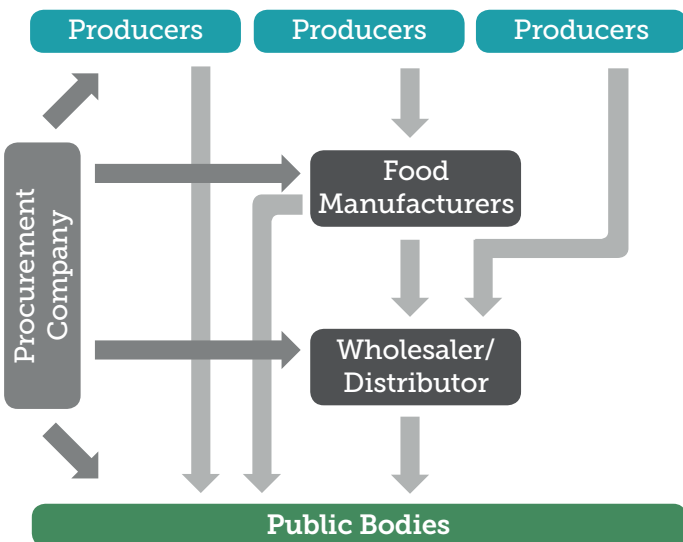 Producers
Producers
Producers
Procurement
Company
Food
Manufacturers
Wholesaler/
Distributor
Public Bodies